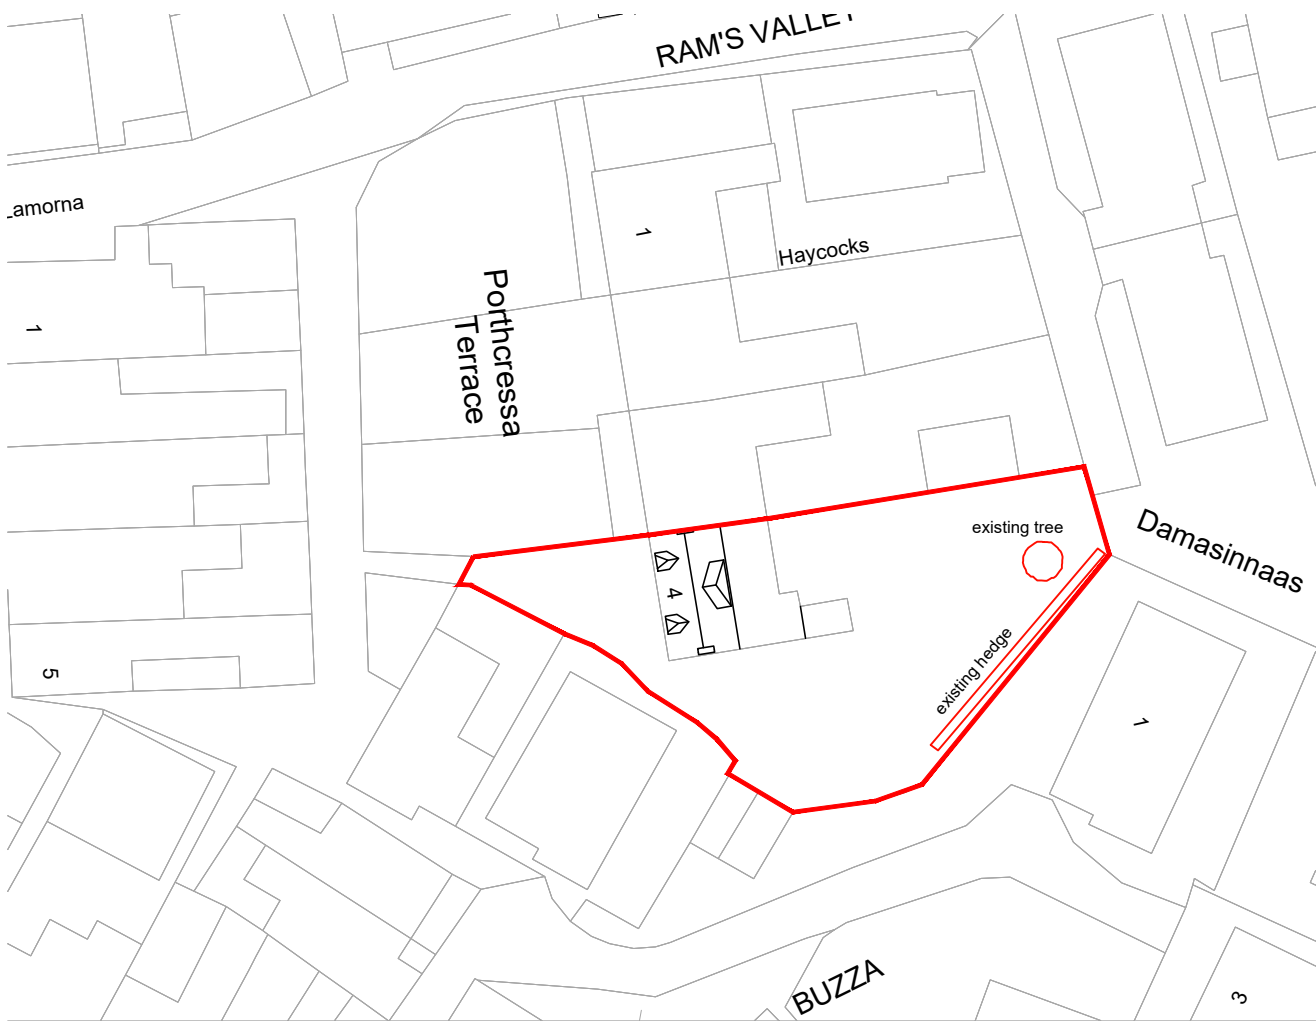 RAM'S VALLEY
Lamorna
1
Haycocks
Porthcressa
Terrace
1
existing tree
Damasinnaas
4
existing hedge
5
1
BUZZA
3